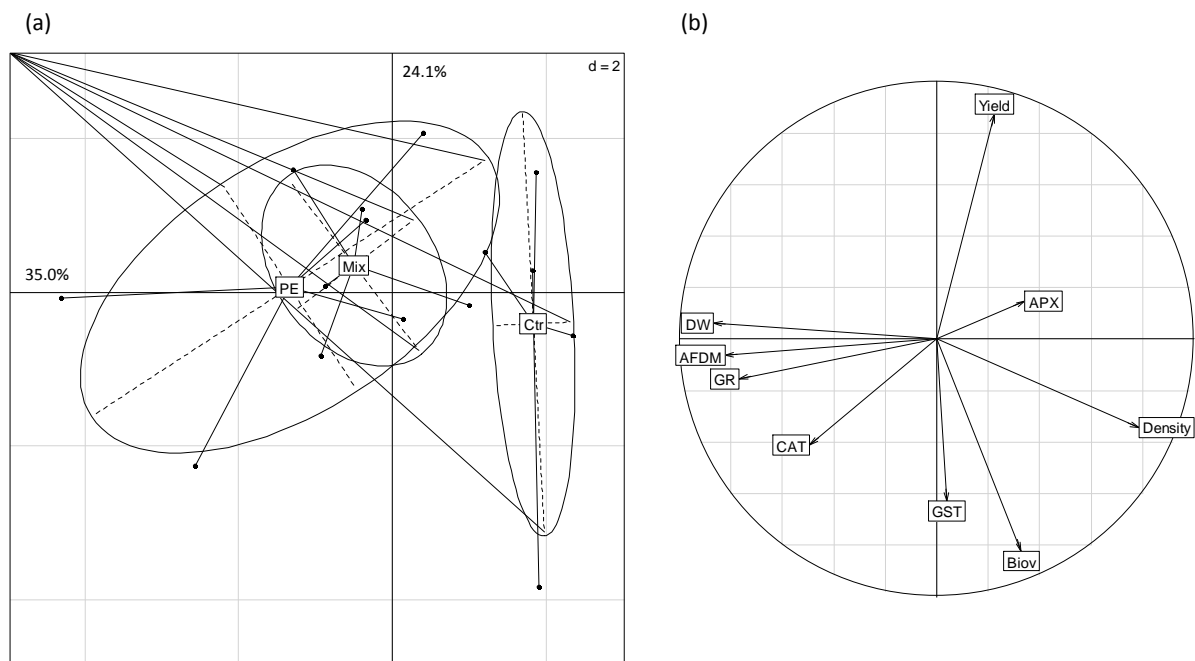 (a)
(b)
d = 2
24.1%
35.0%
PE
Mix
Ctr
Yield
APX
DW
AFDM
GR
CAT
Density
GST
Biov